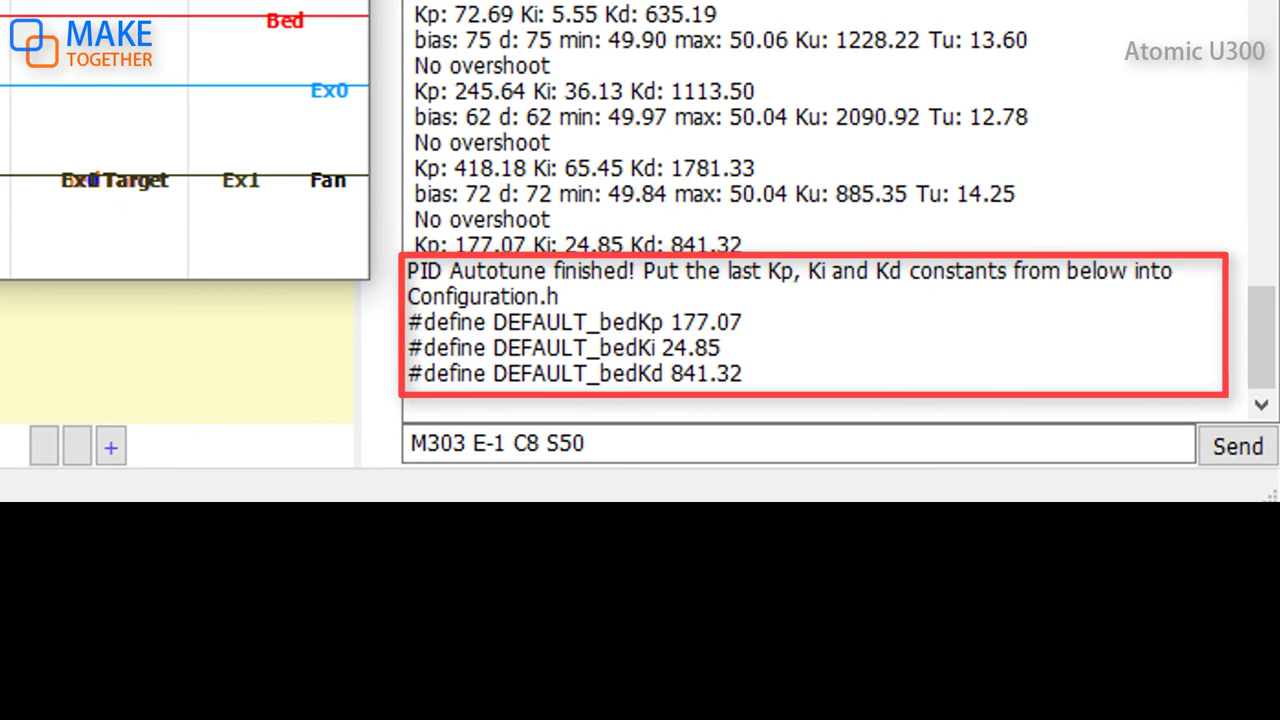 MAKE
TOGETHER
Atomic U300
Bed
Ex0
Target
Ex1
Fan
Kp: 72.69 Ki: 5.55 Kd: 635.19
bias: 75 d: 75 min: 49.90 max: 50.06 Ku: 1228.22 Tu: 13.60
No overshoot
Kp: 245.64 Ki: 36.13 Kd: 1113.50
bias: 62 d: 62 min: 49.97 max: 50.04 Ku: 2090.92 Tu: 12.78
No overshoot
Kp: 418.18 Ki: 65.45 Kd: 1781.33
bias: 72 d: 72 min: 49.84 max: 50.04 Ku: 885.35 Tu: 14.25
No overshoot
Kp: 177.07 Ki: 24.85 Kd: 841.32
PID Autotune finished! Put the last Kp, Ki and Kd constants from below into
Configuration.h
#define DEFAULT_bedKp 177.07
#define DEFAULT_bedKi 24.85
#define DEFAULT_bedKd 841.32
+
M303 E-1 C8 S50
Send